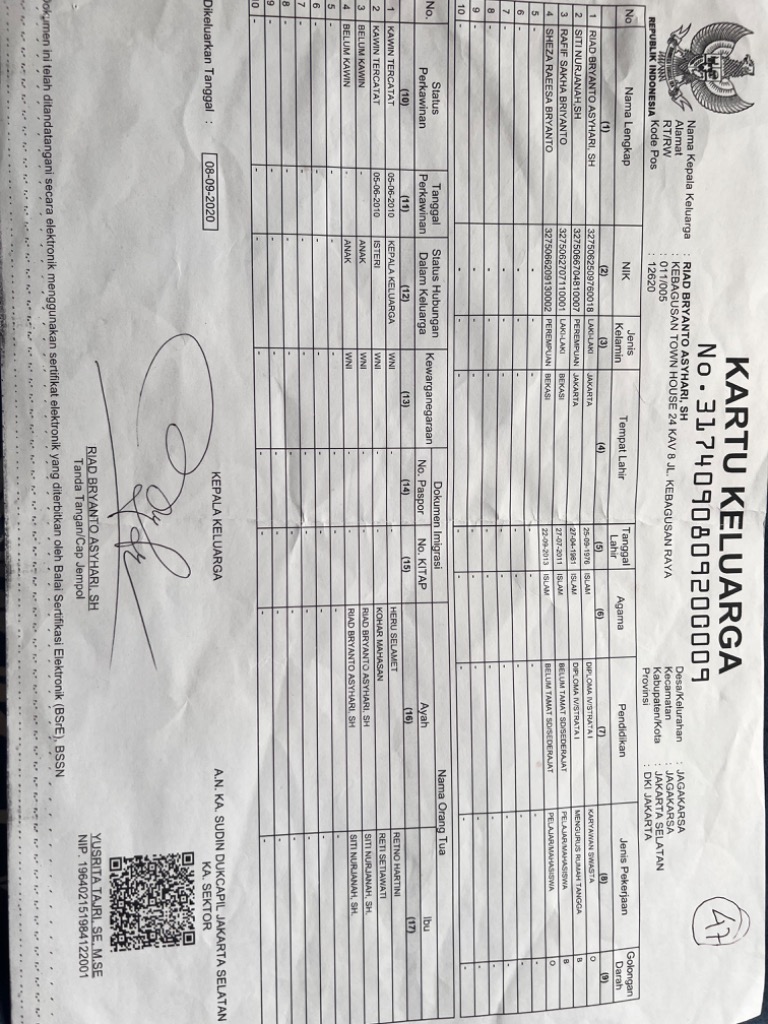 KARTU KELUARGA
No. 3174090809200009
REPUBLIK INDONESIA
Nama Kepala Keluarga : RIAD BRYANTO ASYHARI, SH
Alamat : KEBAGUSAN TOWN HOUSE 24 KAV 8 JL. KEBAGUSAN RAYA
RT/RW : 011/005
Kode Pos : 12620
Desa/Kelurahan : JAGAKARSA
Kecamatan : JAGAKARSA
Kabupaten/Kota : JAKARTA SELATAN
Provinsi : DKI JAKARTA
47
No Nama Lengkap NIK Jenis Kelamin Tempat Lahir Tanggal Lahir Agama Pendidikan Jenis Pekerjaan Golongan Darah
(1) (2) (3) (4) (5) (6) (7) (8) (9)
1 RIAD BRYANTO ASYHARI, SH 3275062509760018 LAKI-LAKI JAKARTA 25-09-1976 ISLAM DIPLOMA IV/STRATA I KARYAWAN SWASTA O
2 SITI NURJANAH,SH 3275066704810007 PEREMPUAN JAKARTA 27-04-1981 ISLAM DIPLOMA IV/STRATA I MENGURUS RUMAH TANGGA B
3 RAFIF SAKHA BRIYANTO 3275062707110001 LAKI-LAKI BEKASI 27-07-2011 ISLAM BELUM TAMAT SD/SEDERAJAT PELAJAR/MAHASISWA B
4 SHEZA RAEESA BRYANTO 3275066209130002 PEREMPUAN BEKASI 22-09-2013 ISLAM BELUM TAMAT SD/SEDERAJAT PELAJAR/MAHASISWA O
5 - - - - - - - - -
6 - - - - - - - - -
7 - - - - - - - - -
8 - - - - - - - - -
9 - - - - - - - - -
10 - - - - - - - - -
No. Status Perkawinan Tanggal Perkawinan Status Hubungan Dalam Keluarga Kewarganegaraan Dokumen Imigrasi Nama Orang Tua
No. Paspor No. KITAP Ayah Ibu
(10) (11) (12) (13) (14) (15) (16) (17)
1 KAWIN TERCATAT 05-06-2010 KEPALA KELUARGA WNI - - HERU SELAMET RETNO HARTINI
2 KAWIN TERCATAT 05-06-2010 ISTERI WNI - - KOHAR MAHASAN RETI SETIAWATI
3 BELUM KAWIN - ANAK WNI - - RIAD BRYANTO ASYHARI, SH SITI NURJANAH, SH.
4 BELUM KAWIN - ANAK WNI - - RIAD BRYANTO ASYHARI, SH SITI NURJANAH, SH.
5 - - - - - - - -
6 - - - - - - - -
7 - - - - - - - -
8 - - - - - - - -
9 - - - - - - - -
10 - - - - - - - -
Dikeluarkan Tanggal : 08-09-2020
KEPALA KELUARGA
RIAD BRYANTO ASYHARI, SH
Tanda Tangan/Cap Jempol
A.N. KA. SUDIN DUKCAPIL JAKARTA SELATAN
KA. SEKTOR
YUSRITA TAJRI, SE, M.SE
NIP. 196402151984122001
Dokumen ini telah ditandatangani secara elektronik menggunakan sertifikat elektronik yang diterbitkan oleh Balai Sertifikasi Elektronik (BSrE), BSSN